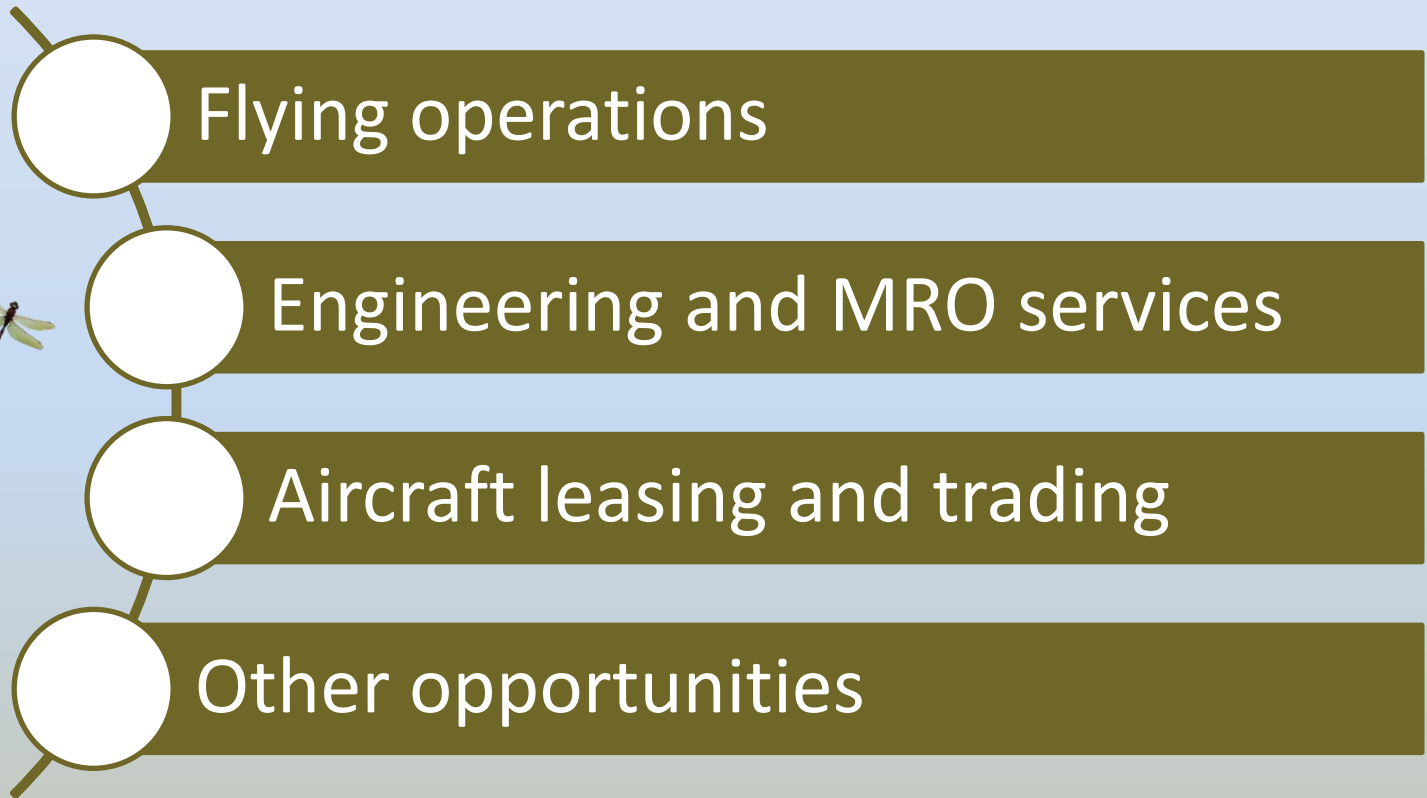 Flying operations
Engineering and MRO services
Aircraft leasing and trading
Other opportunities